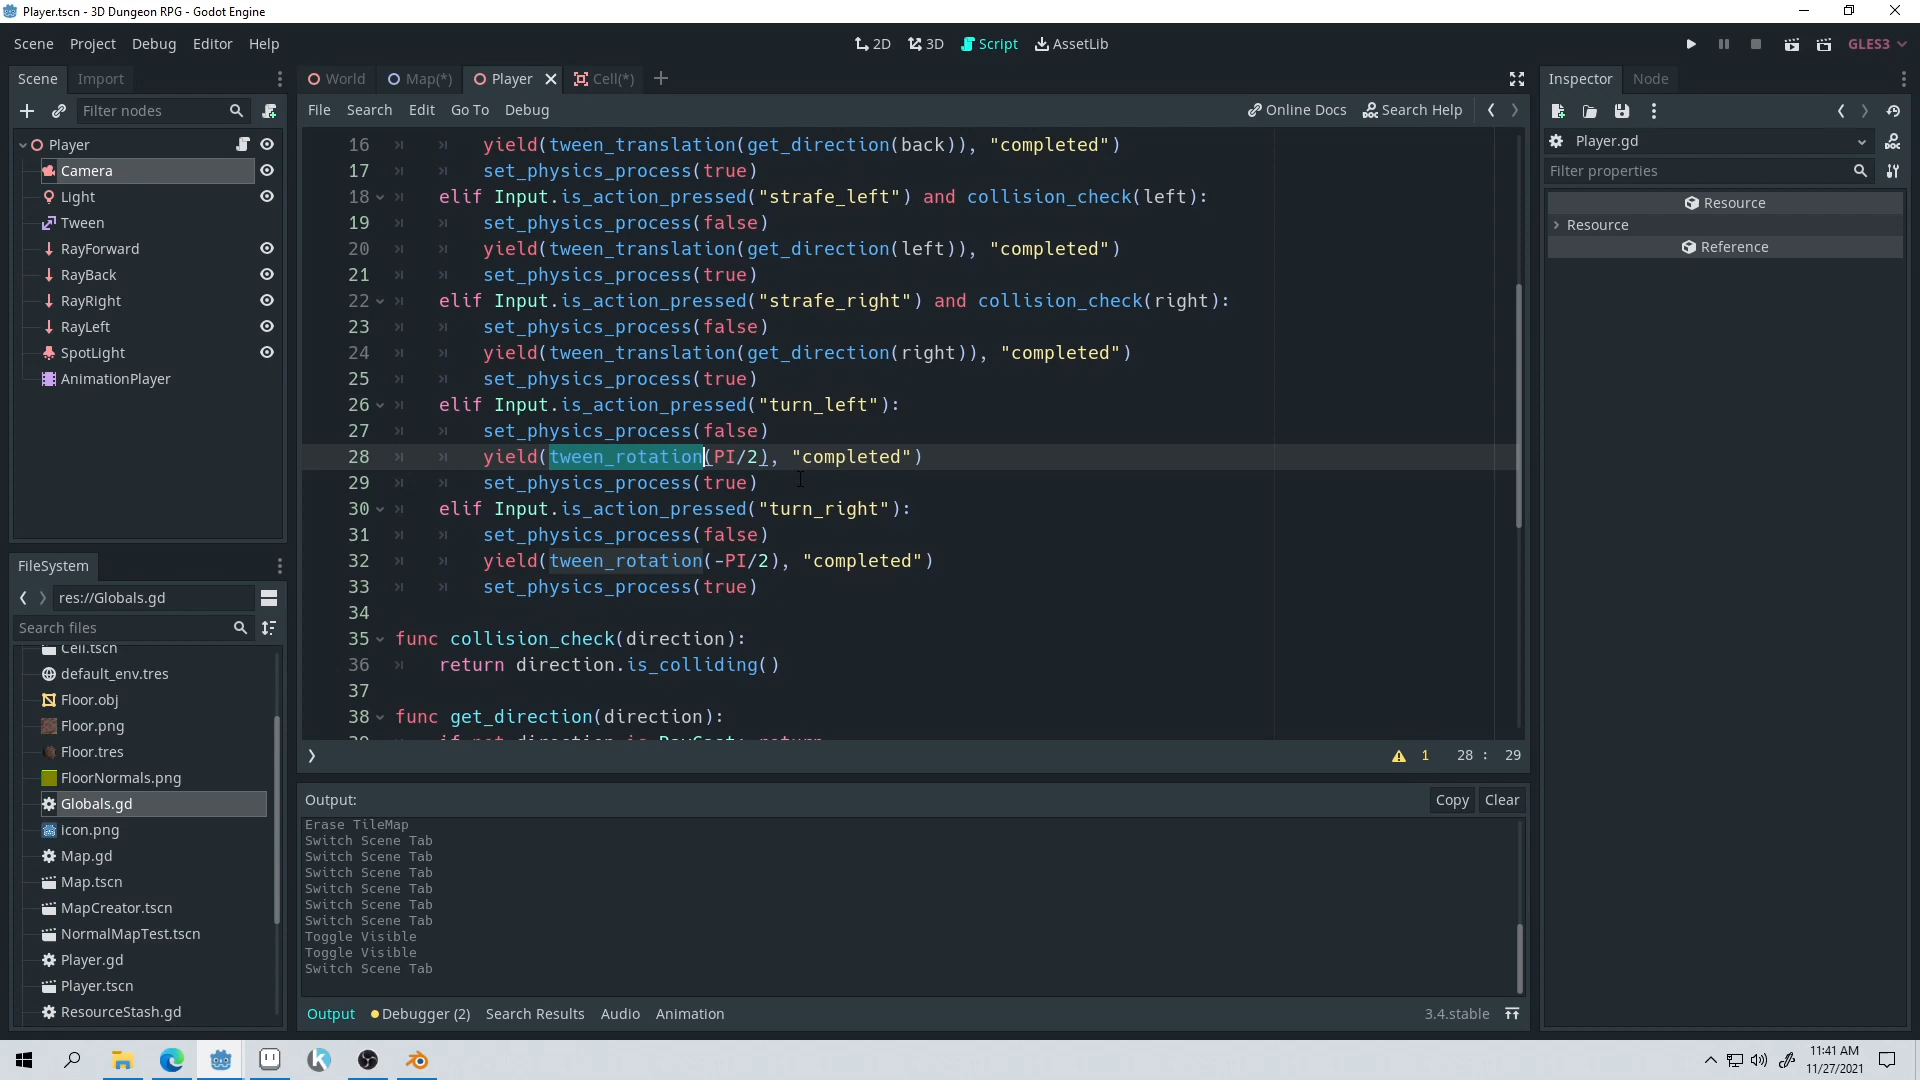 Player.tscn - 3D Dungeon RPG - Godot Engine
Scene Project Debug Editor Help
2D 3D Script AssetLib
GLES3
Scene Import
World Map(*) Player Cell(*)
Inspector Node
Filter nodes
File Search Edit Go To Debug
Online Docs Search Help
Player
Camera
Light
Tween
RayForward
RayBack
RayRight
RayLeft
SpotLight
AnimationPlayer
16 yield(tween_translation(get_direction(back)), "completed")
17 set_physics_process(true)
18 elif Input.is_action_pressed("strafe_left") and collision_check(left):
19 set_physics_process(false)
20 yield(tween_translation(get_direction(left)), "completed")
21 set_physics_process(true)
22 elif Input.is_action_pressed("strafe_right") and collision_check(right):
23 set_physics_process(false)
24 yield(tween_translation(get_direction(right)), "completed")
25 set_physics_process(true)
26 elif Input.is_action_pressed("turn_left"):
27 set_physics_process(false)
28 yield(tween_rotation(PI/2), "completed")
29 set_physics_process(true)
30 elif Input.is_action_pressed("turn_right"):
31 set_physics_process(false)
32 yield(tween_rotation(-PI/2), "completed")
33 set_physics_process(true)
34
35 func collision_check(direction):
36 return direction.is_colliding()
37
38 func get_direction(direction):
39 if not direction is RayCast: return
1 28 : 29
Player.gd
Filter properties
Resource
Resource
Reference
FileSystem
res://Globals.gd
Search files
Cell.tscn
default_env.tres
Floor.obj
Floor.png
Floor.tres
FloorNormals.png
Globals.gd
icon.png
Map.gd
Map.tscn
MapCreator.tscn
NormalMapTest.tscn
Player.gd
Player.tscn
ResourceStash.gd
Output:
Copy Clear
Erase TileMap
Switch Scene Tab
Switch Scene Tab
Switch Scene Tab
Switch Scene Tab
Switch Scene Tab
Switch Scene Tab
Toggle Visible
Toggle Visible
Switch Scene Tab
Output Debugger (2) Search Results Audio Animation
3.4.stable
11:41 AM
11/27/2021